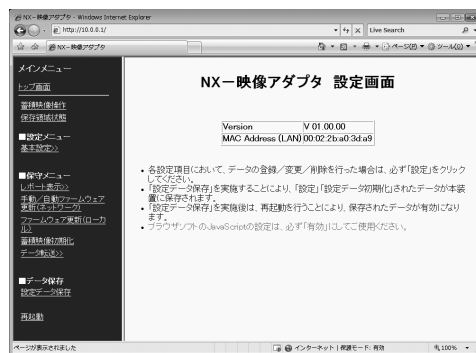 NX－映像アダプタ - Windows Internet Explorer
http://10.0.0.1/
Live Search
NX－映像アダプタ
ページ(P)
ツール(O)
メインメニュー
トップ画面
蓄積映像操作
保存領域状態
■設定メニュー
基本設定>>
■保守メニュー
レポート表示>>
手動／自動ファームウェア
更新(ネットワーク)
ファームウェア更新(ローカ
ル)
蓄積映像初期化
データ転送>>
■データ保存
設定データ保存
再起動
NX－映像アダプタ 設定画面
Version V 01.00.00
MAC Address (LAN) 00:02:2b:a0:3d:a9
• 各設定項目において、データの登録／変更／削除を行った場合は、必ず「設定」をクリック
してください。
• 「設定データ保存」を実施することにより、「設定」「設定データ初期化」されたデータが本装
置に保存されます。
• 「設定データ保存」を実施後は、再起動を行うことにより、保存されたデータが有効になり
ます。
• ブラウザソフトのJavaScriptの設定は、必ず「有効」にしてご使用ください。
ページが表示されました
インターネット | 保護モード: 有効
100%